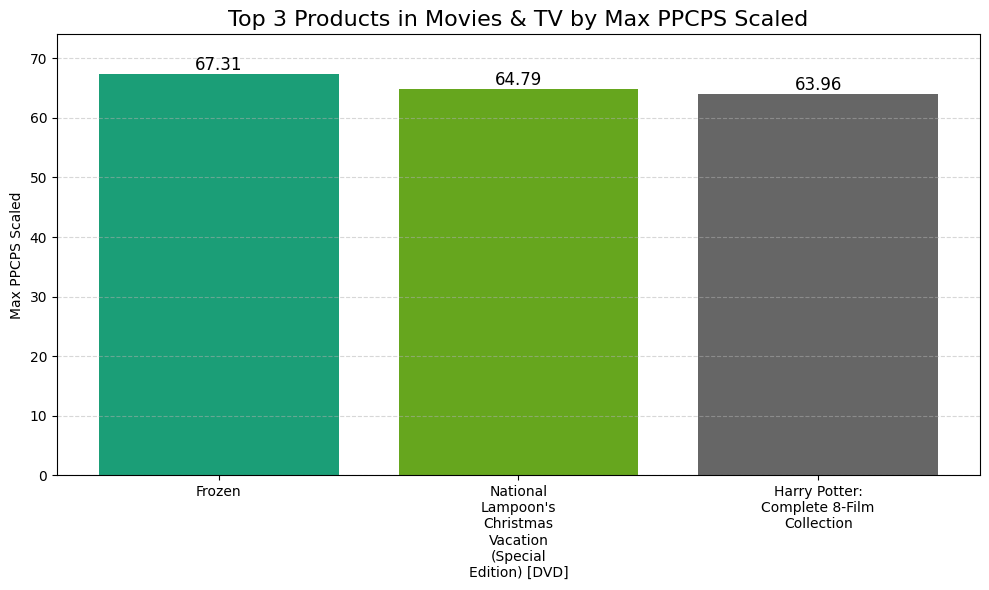 Top 3 Products in Movies & TV by Max PPCPS Scaled
Max PPCPS Scaled
70
60
50
40
30
20
10
0
67.31
64.79
63.96
Frozen
National
Lampoon's
Christmas
Vacation
(Special
Edition) [DVD]
Harry Potter:
Complete 8-Film
Collection